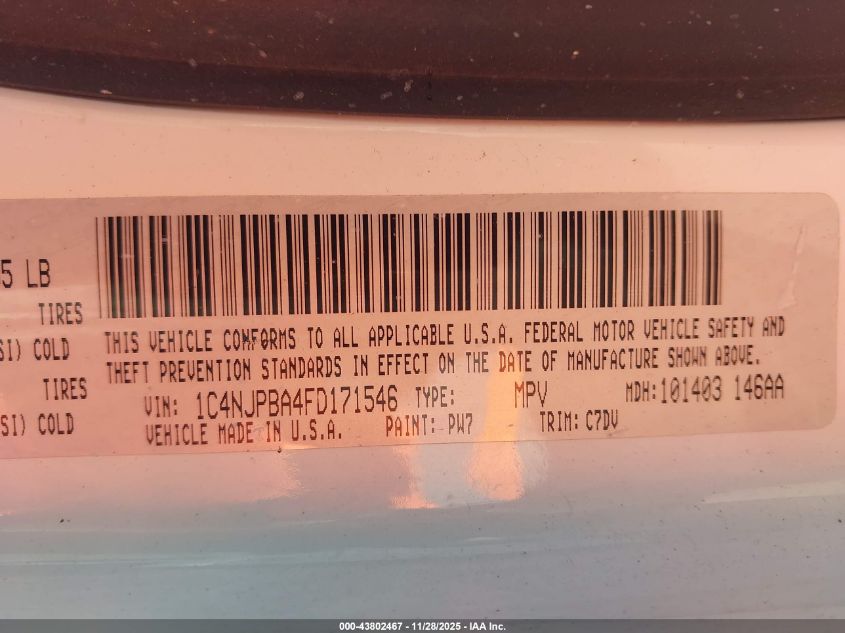 5 LB
TIRES
SI) COLD
TIRES
SI) COLD
THIS VEHICLE CONFORMS TO ALL APPLICABLE U.S.A. FEDERAL MOTOR VEHICLE SAFETY AND
THEFT PREVENTION STANDARDS IN EFFECT ON THE DATE OF MANUFACTURE SHOWN ABOVE.
VIN: 1C4NJPBA4FD171546 TYPE: MPV MDH:101403 146AA
VEHICLE MADE IN U.S.A. PAINT: PW7 TRIM: C7DV
000-43802467 - 11/28/2025 - IAA Inc.